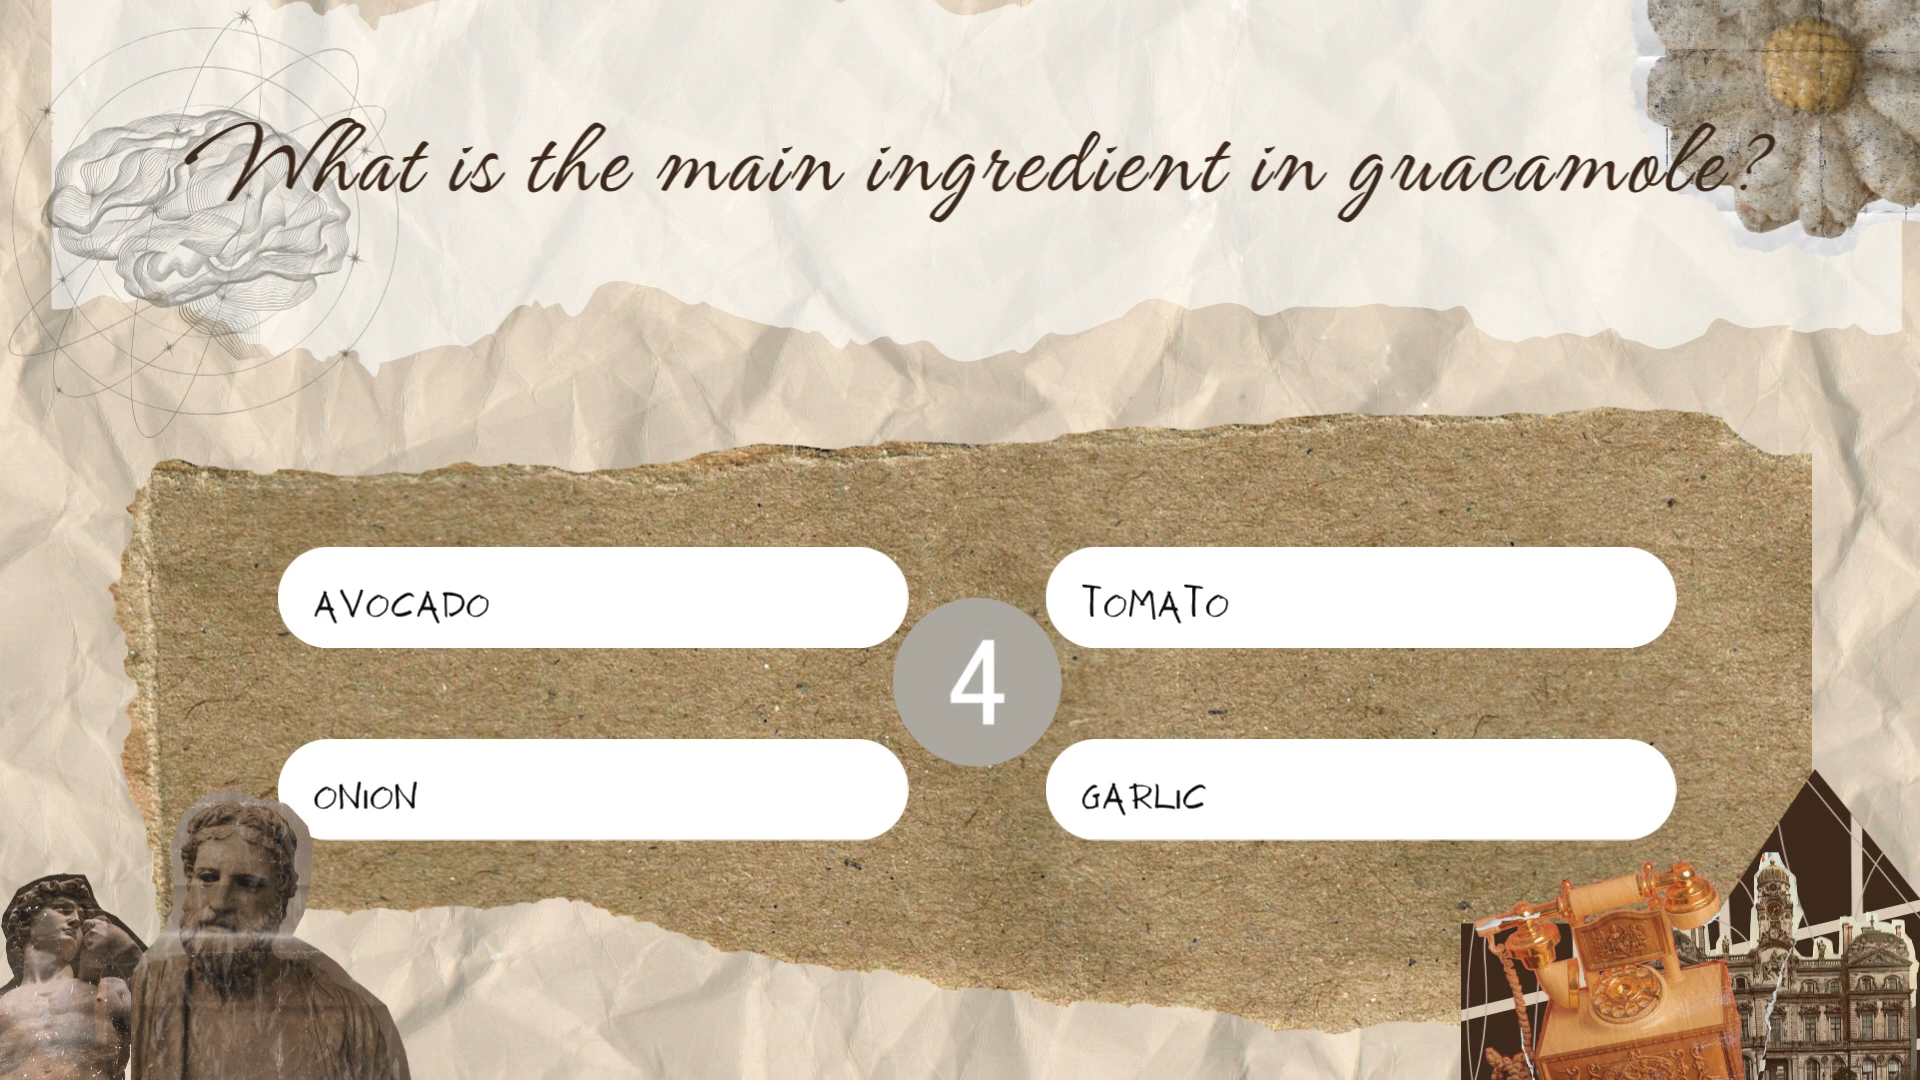 What is the main ingredient in guacamole?
AVOCADO
TOMATO
4
ONION
GARLIC